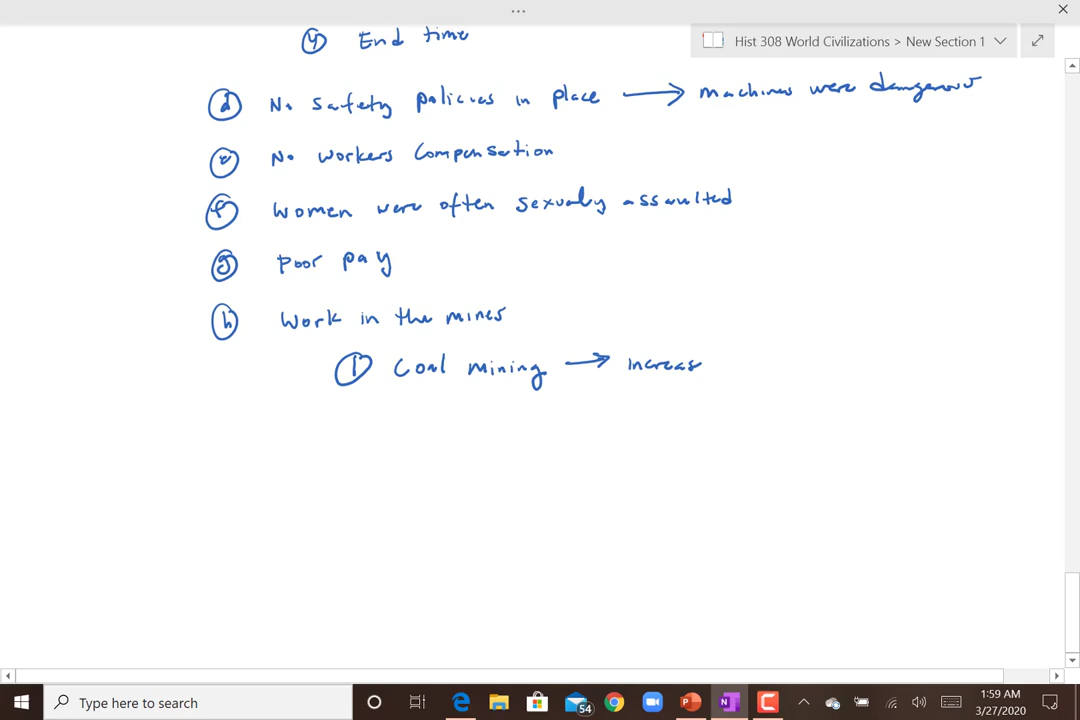 Hist 308 World Civilizations > New Section 1
4 End time
d No safety policies in place → machines were dangerous
e No workers compensation
f Women were often sexually assaulted
g Poor pay
h Work in the mines
1 Coal mining → increas
Type here to search
54
1:59 AM
3/27/2020